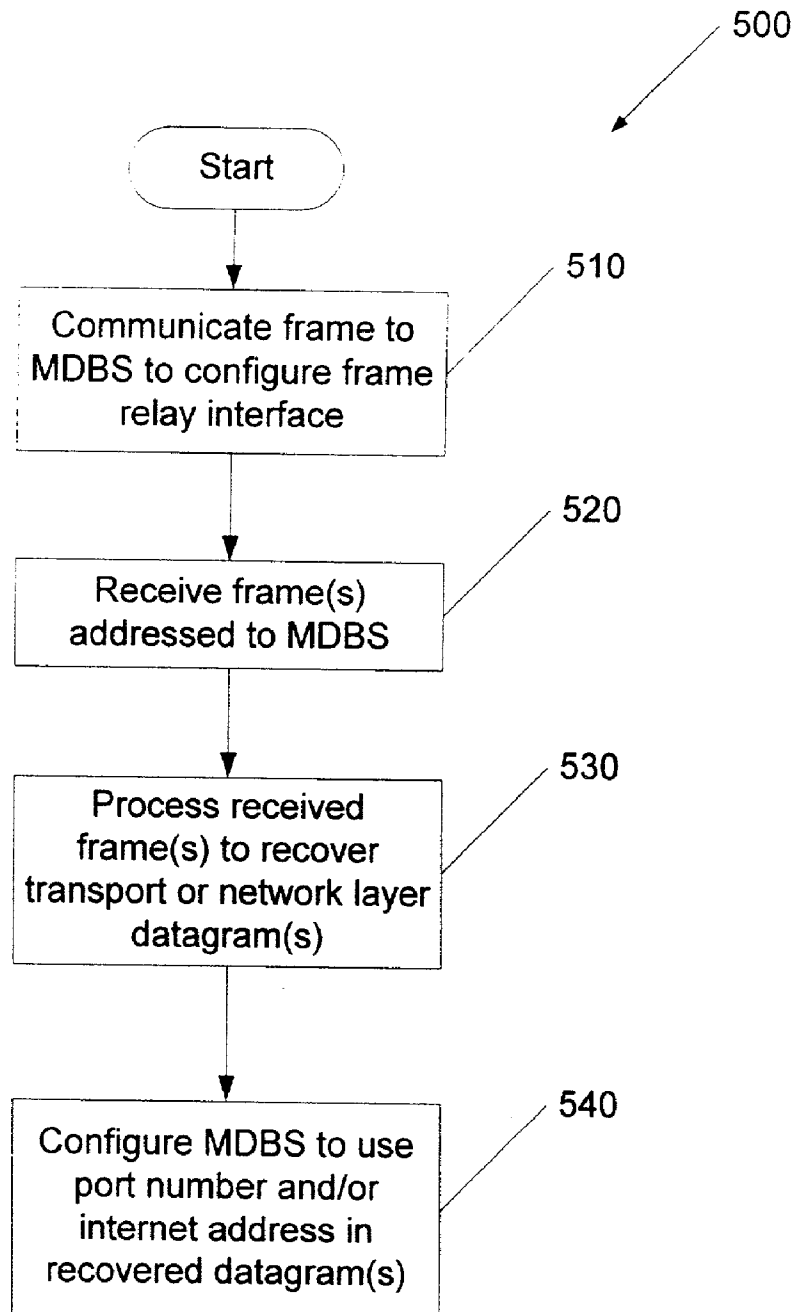 500
Start
510
Communicate frame to
MDBS to configure frame
relay interface
520
Receive frame(s)
addressed to MDBS
530
Process received
frame(s) to recover
transport or network layer
datagram(s)
540
Configure MDBS to use
port number and/or
internet address in
recovered datagram(s)